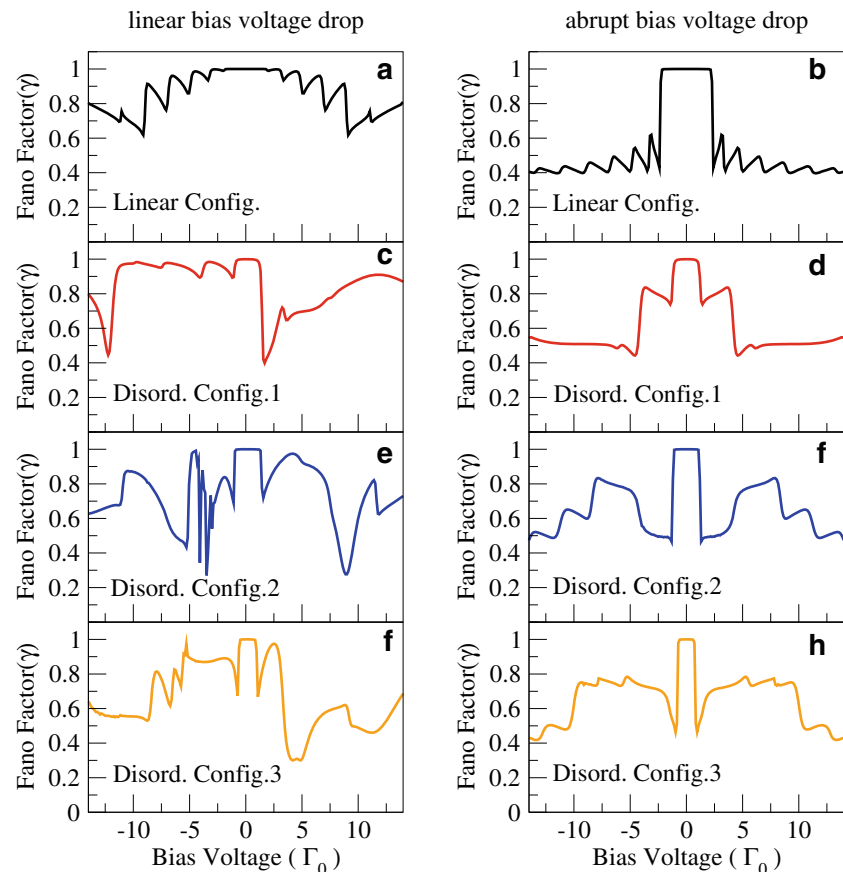 linear bias voltage drop
abrupt bias voltage drop
Fano Factor(γ)
1
0.8
0.6
0.4
0.2
a
Linear Config.
Fano Factor(γ)
1
0.8
0.6
0.4
0.2
b
Linear Config.
Fano Factor(γ)
1
0.8
0.6
0.4
0.2
c
Disord. Config.1
Fano Factor(γ)
1
0.8
0.6
0.4
0.2
d
Disord. Config.1
Fano Factor(γ)
1
0.8
0.6
0.4
0.2
e
Disord. Config.2
Fano Factor(γ)
1
0.8
0.6
0.4
0.2
f
Disord. Config.2
Fano Factor(γ)
1
0.8
0.6
0.4
0.2
0
f
Disord. Config.3
-10 -5 0 5 10
Bias Voltage ( Γ0 )
Fano Factor(γ)
1
0.8
0.6
0.4
0.2
0
h
Disord. Config.3
-10 -5 0 5 10
Bias Voltage ( Γ0 )